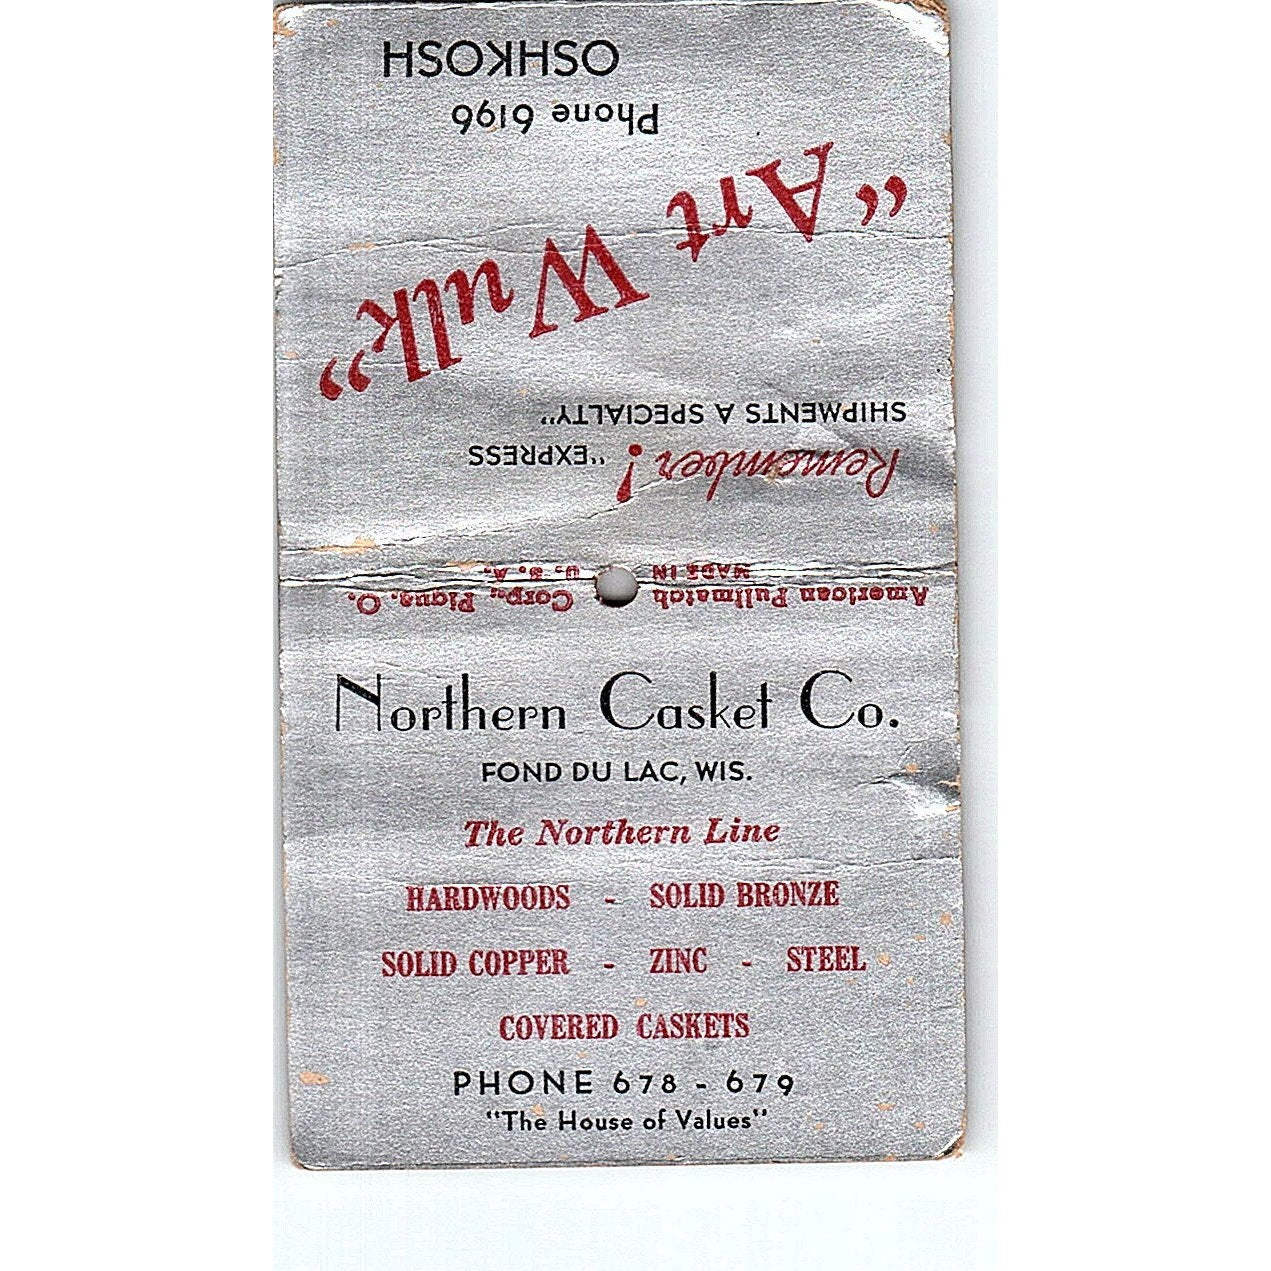 OSHKOSH
Phone 6196
"Art Wulk"
SHIPMENTS A SPECIALTY"
Remember! "EXPRESS
MADE IN U. S. A.
American Pullmatch Corp., Piqua, O.
Northern Casket Co.
FOND DU LAC, WIS.
The Northern Line
HARDWOODS - SOLID BRONZE
SOLID COPPER - ZINC - STEEL
COVERED CASKETS
PHONE 678 - 679
"The House of Values"